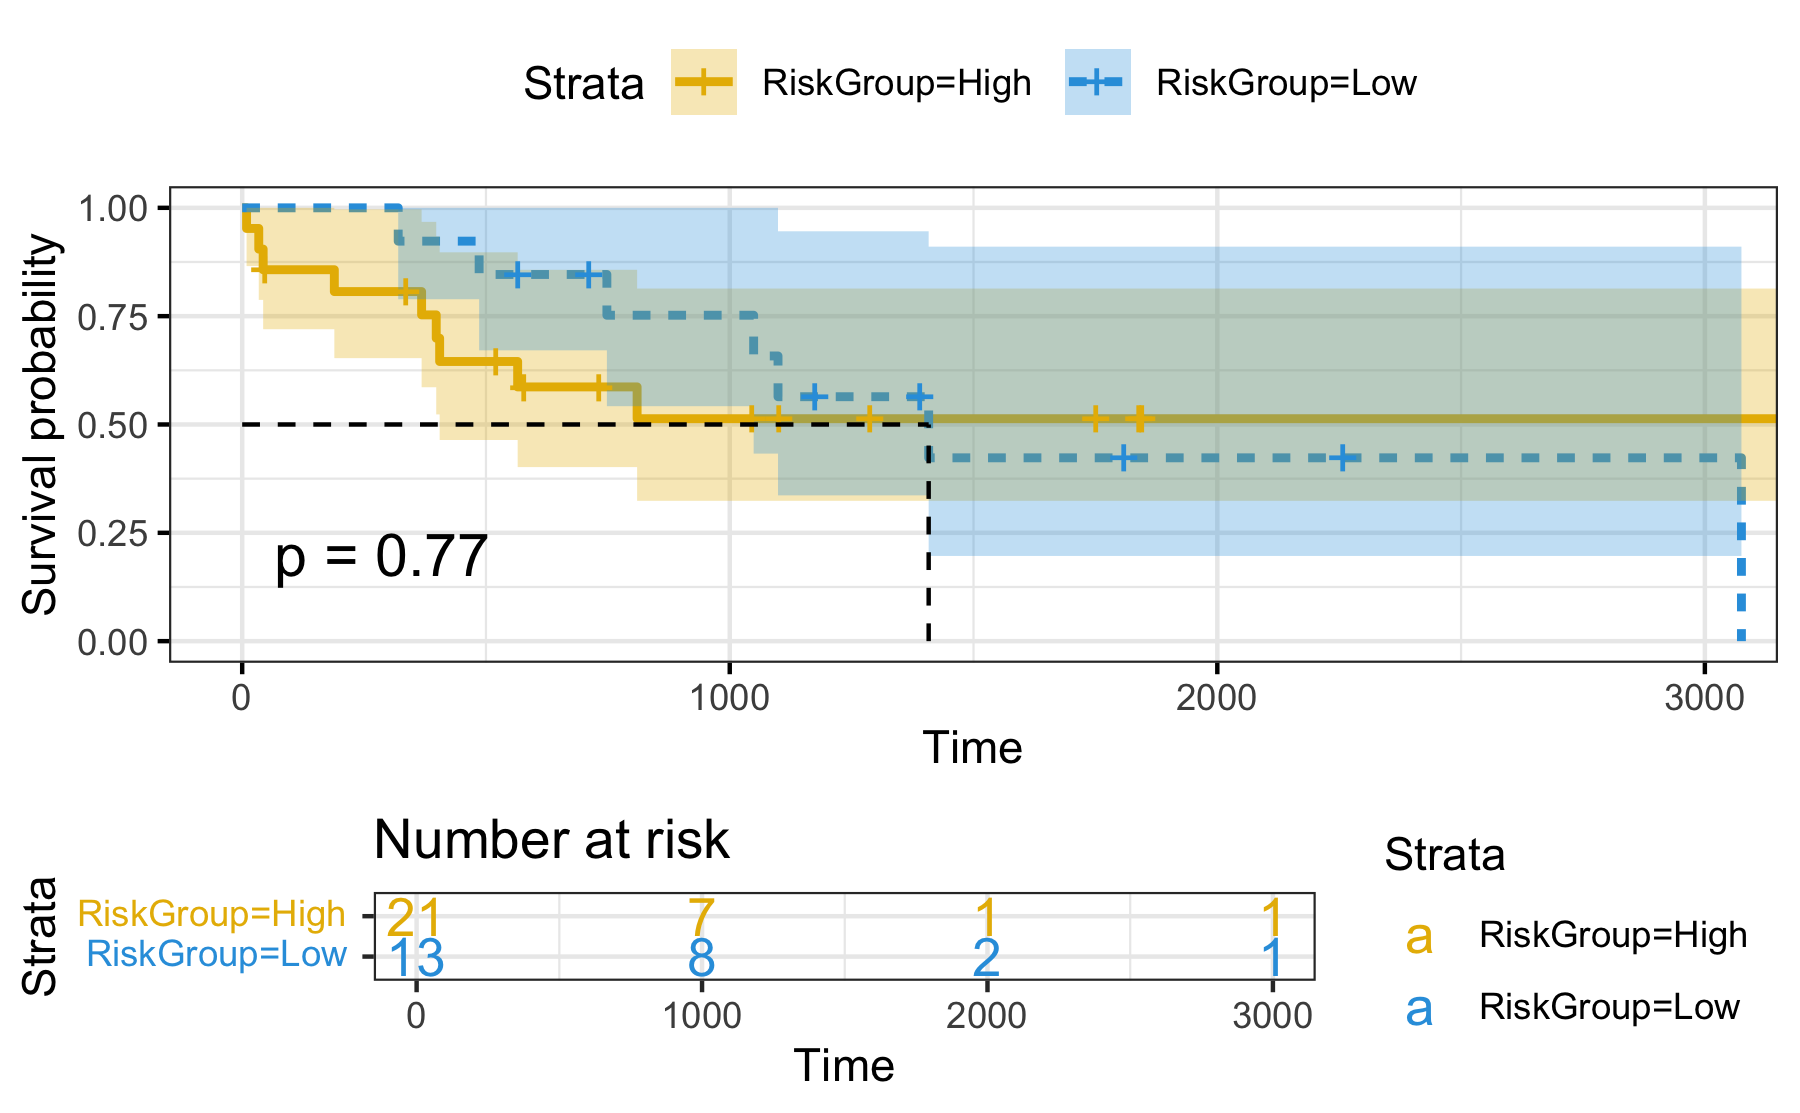 Strata RiskGroup=High RiskGroup=Low
Survival probability
1.00
0.75
0.50
0.25
0.00
p = 0.77
0 1000 2000 3000
Time
Number at risk
Strata
RiskGroup=High 21 7 1 1
RiskGroup=Low 13 8 2 1
0 1000 2000 3000
Time
Strata
a RiskGroup=High
a RiskGroup=Low